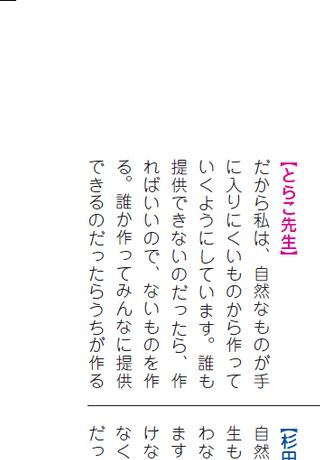 【とらこ先生】
だから私は、自然なものが手
に入りにくいものから作って
いくようにしています。誰も
提供できないのだったら、作
ればいいので、ないものを作
る。誰か作ってみんなに提供
できるのだったらうちが作る
【杉田
自然
生も
わな
ます
けな
なく
だっ